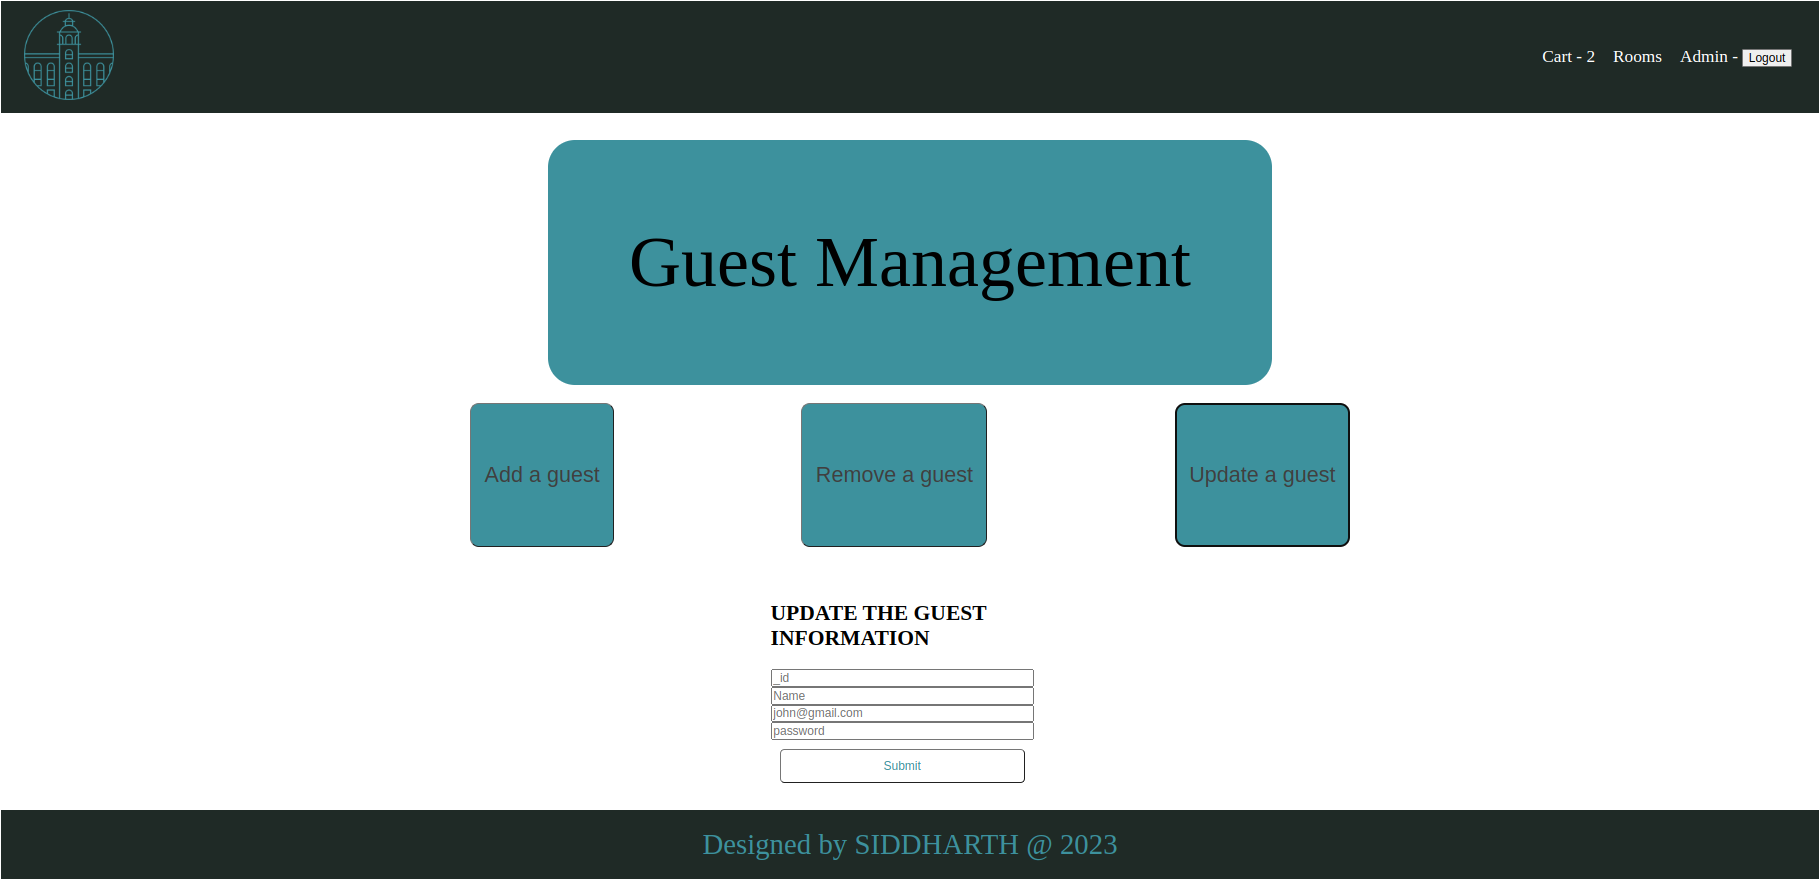 Cart - 2 Rooms Admin - Logout
Guest Management
Add a guest Remove a guest Update a guest
UPDATE THE GUEST
INFORMATION
_id
Name
john@gmail.com
password
Submit
Designed by SIDDHARTH @ 2023